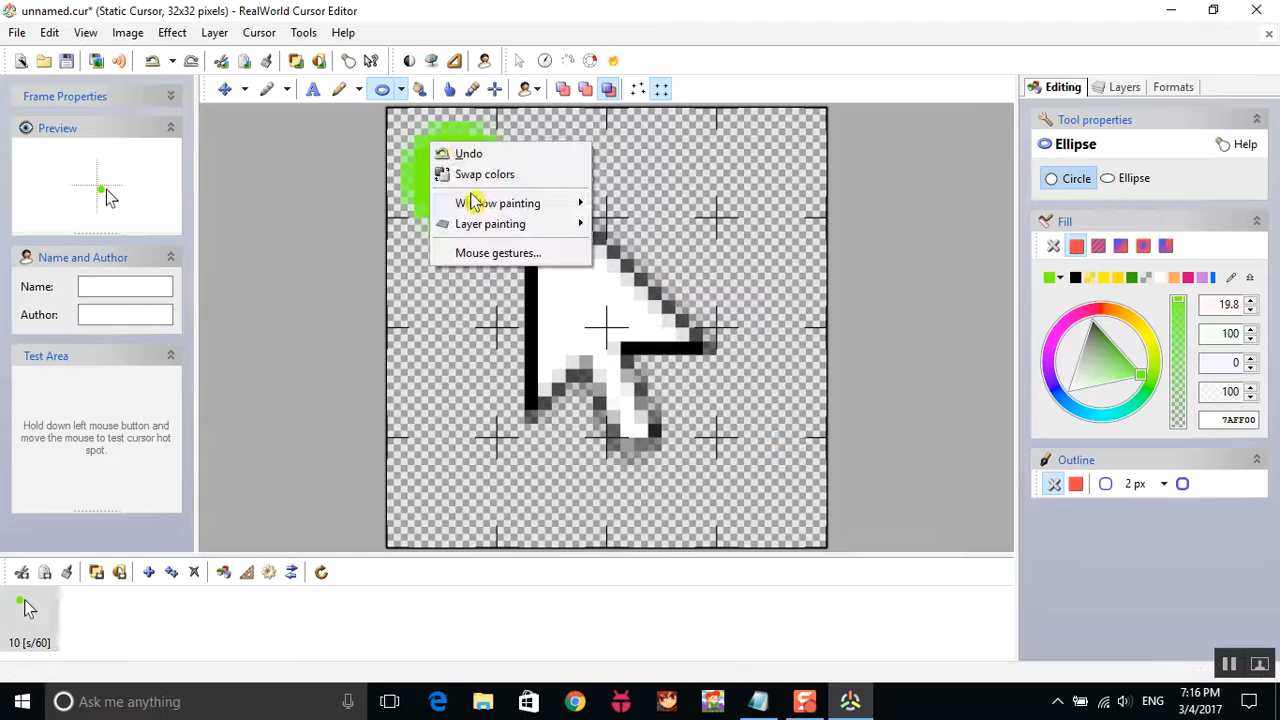 unnamed.cur* (Static Cursor, 32x32 pixels) - RealWorld Cursor Editor
File Edit View Image Effect Layer Cursor Tools Help
Frame Properties
Preview
Name and Author
Name:
Author:
Test Area
Hold down left mouse button and
move the mouse to test cursor hot
spot.
Undo
Swap colors
painting
Layer painting
Mouse gestures...
Editing Layers Formats
Tool properties
Ellipse Help
Circle Ellipse
Fill
19.8
100
0
100
7AFF00
Outline
2 px
10 [s/60]
Ask me anything
ENG
7:16 PM
3/4/2017